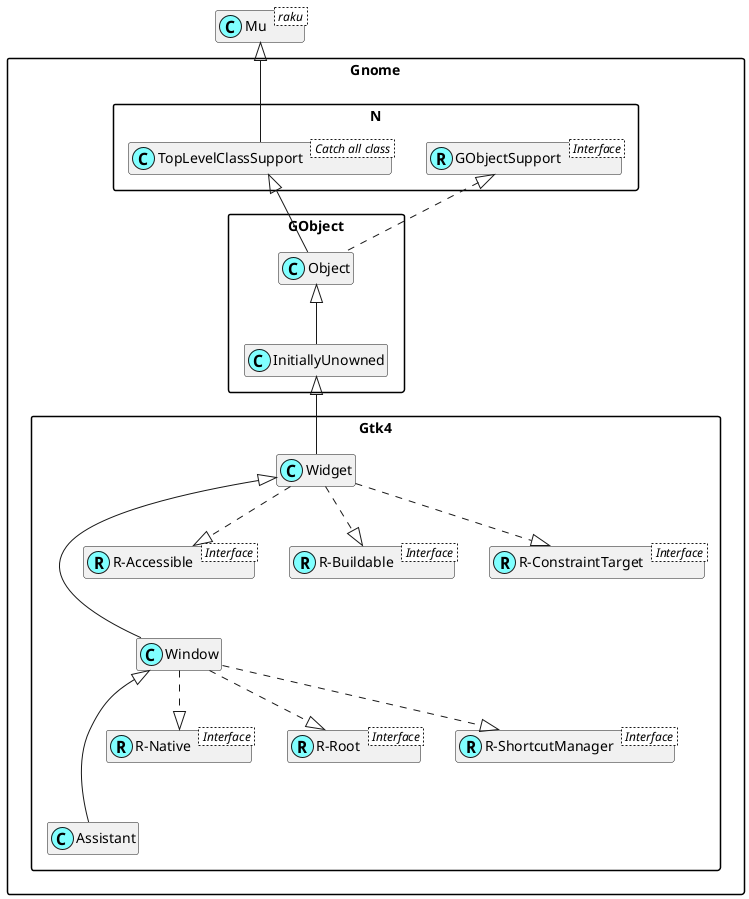 C Mu raku
Gnome
N
C TopLevelClassSupport Catch all class
R GObjectSupport Interface
GObject
C Object
C InitiallyUnowned
Gtk4
C Widget
R R-Accessible Interface
R R-Buildable Interface
R R-ConstraintTarget Interface
C Window
R R-Native Interface
R R-Root Interface
R R-ShortcutManager Interface
C Assistant